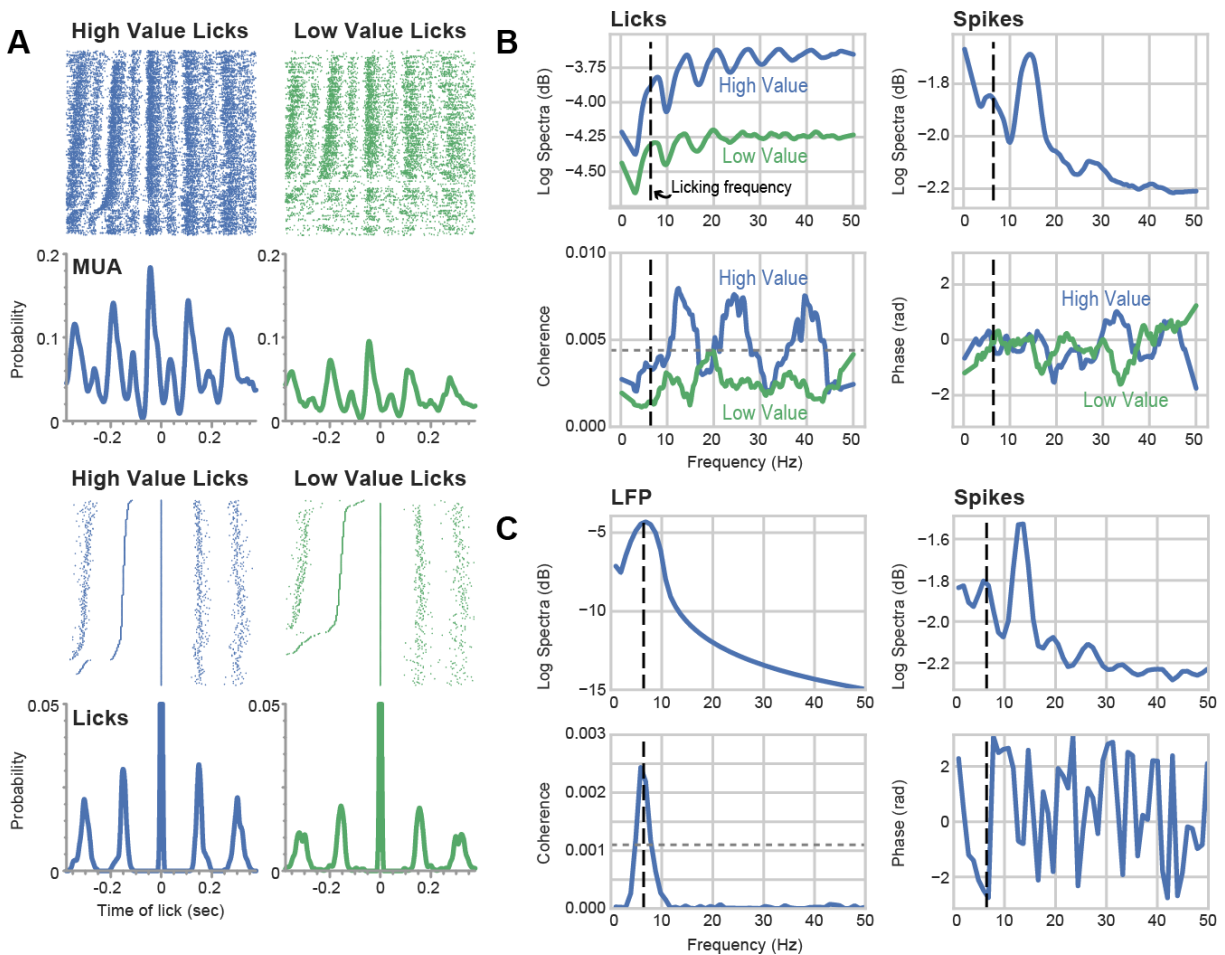 A
High Value Licks
Low Value Licks
Probability
0.2
0.1
0
MUA
-0.2
0
0.2
0.2
0.1
0
-0.2
0
0.2
High Value Licks
Low Value Licks
Probability
0.05
0
Licks
-0.2
0
0.2
0.05
0
-0.2
0
0.2
Time of lick (sec)
B
Licks
Log Spectra (dB)
−3.75
−4.00
−4.25
−4.50
High Value
Low Value
Licking frequency
0
10
20
30
40
50
Spikes
Log Spectra (dB)
−1.8
−2.0
−2.2
0
10
20
30
40
50
Coherence
0.010
0.005
0.000
High Value
Low Value
0
10
20
30
40
50
Frequency (Hz)
Phase (rad)
2
0
−2
High Value
Low Value
0
10
20
30
40
50
C
LFP
Log Spectra (dB)
−5
−10
−15
0
10
20
30
40
50
Spikes
Log Spectra (dB)
−1.6
−1.8
−2.0
−2.2
0
10
20
30
40
50
Coherence
0.003
0.002
0.001
0.000
0
10
20
30
40
50
Frequency (Hz)
Phase (rad)
2
0
−2
0
10
20
30
40
50